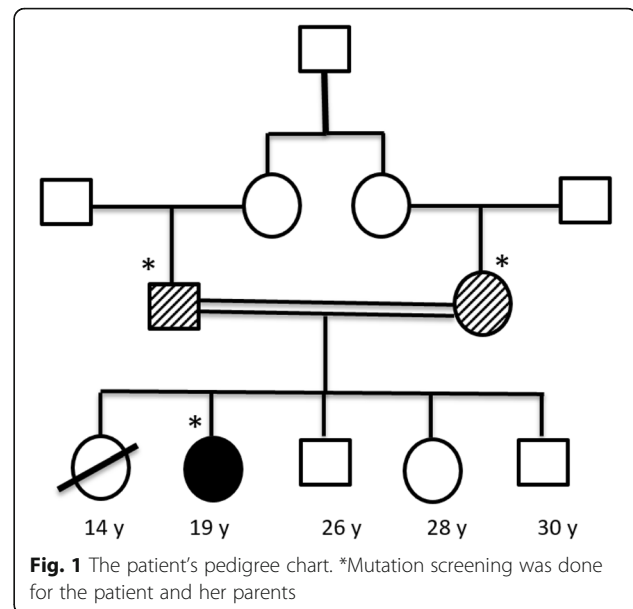 * *
*
14 y 19 y 26 y 28 y 30 y
Fig. 1 The patient’s pedigree chart. *Mutation screening was done
for the patient and her parents